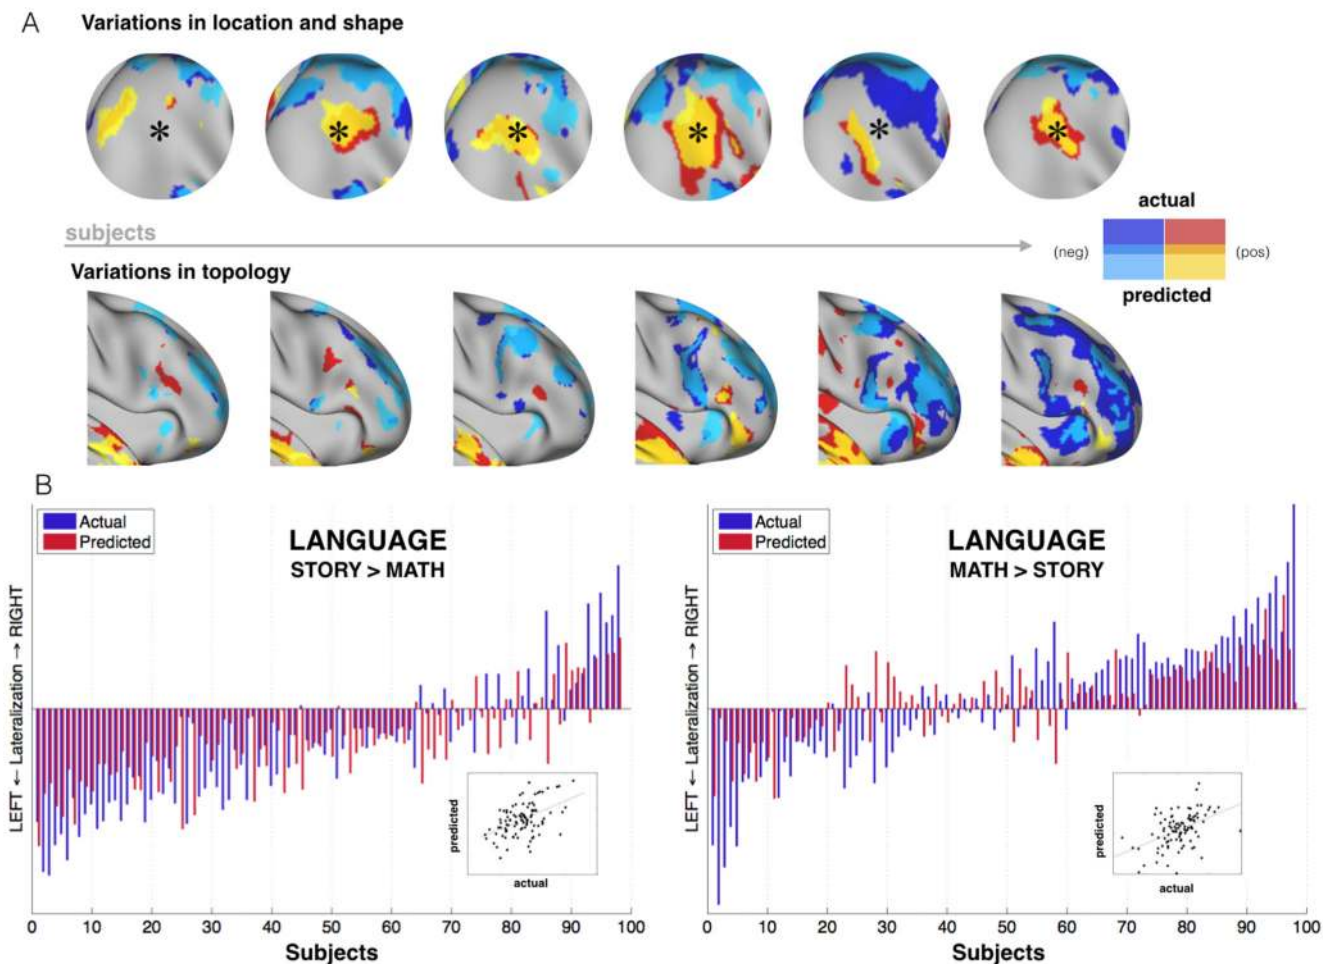 A
Variations in location and shape
* * * * * *
subjects
actual
(neg) (pos)
predicted
Variations in topology
B
Actual
Predicted
LANGUAGE
STORY > MATH
LEFT ← Lateralization → RIGHT
predicted
actual
0 10 20 30 40 50 60 70 80 90 100
Subjects
Actual
Predicted
LANGUAGE
MATH > STORY
LEFT ← Lateralization → RIGHT
predicted
actual
0 10 20 30 40 50 60 70 80 90 100
Subjects